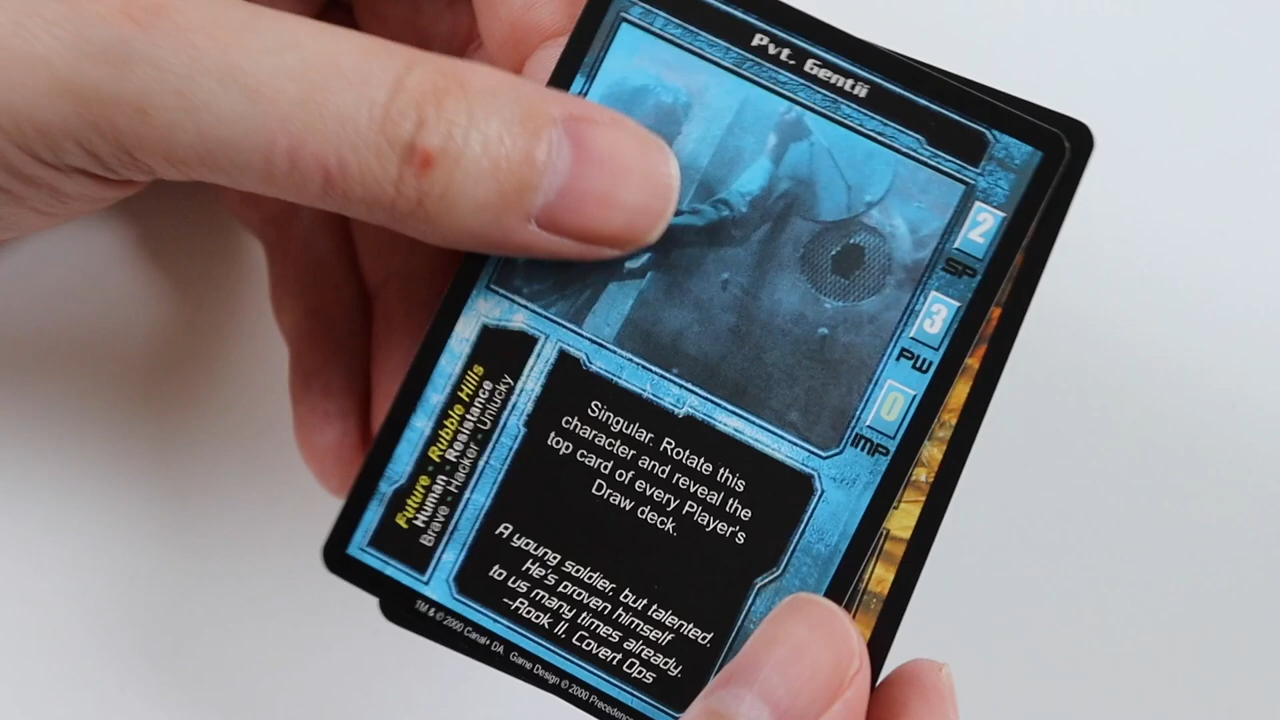 Pvt. Gentii
2
SP
3
PW
0
IMP
Future - Rubble Hills
Human - Resistance
Brave - Hacker - Unlucky
Singular. Rotate this
character and reveal the
top card of every Player's
Draw deck.
A young soldier, but talented.
He's proven himself
to us many times already.
--Rook II, Covert Ops
TM & © 2000 Canal+ DA Game Design © 2000 Precedence